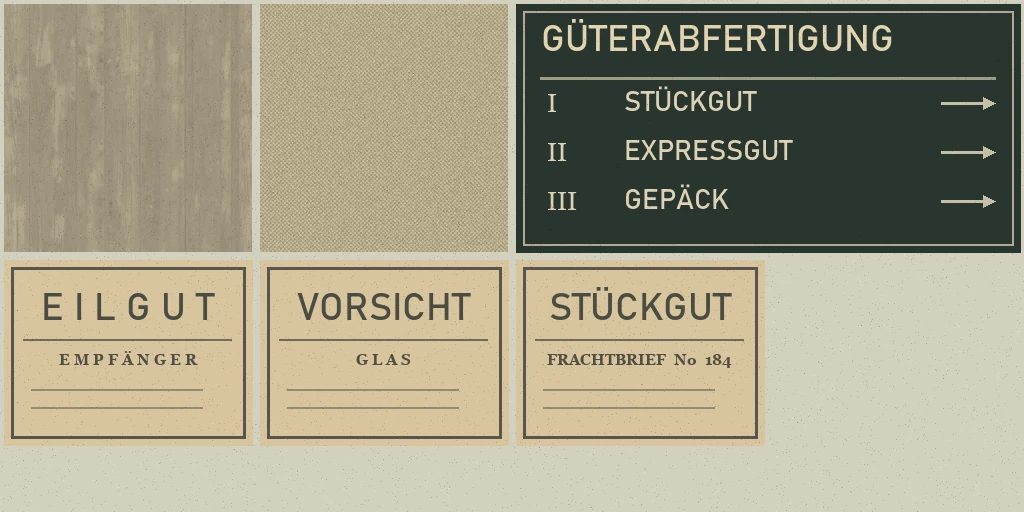 GÜTERABFERTIGUNG
I STÜCKGUT
II EXPRESSGUT
III GEPÄCK
EILGUT
EMPFÄNGER
VORSICHT
GLAS
STÜCKGUT
FRACHTBRIEF No 184